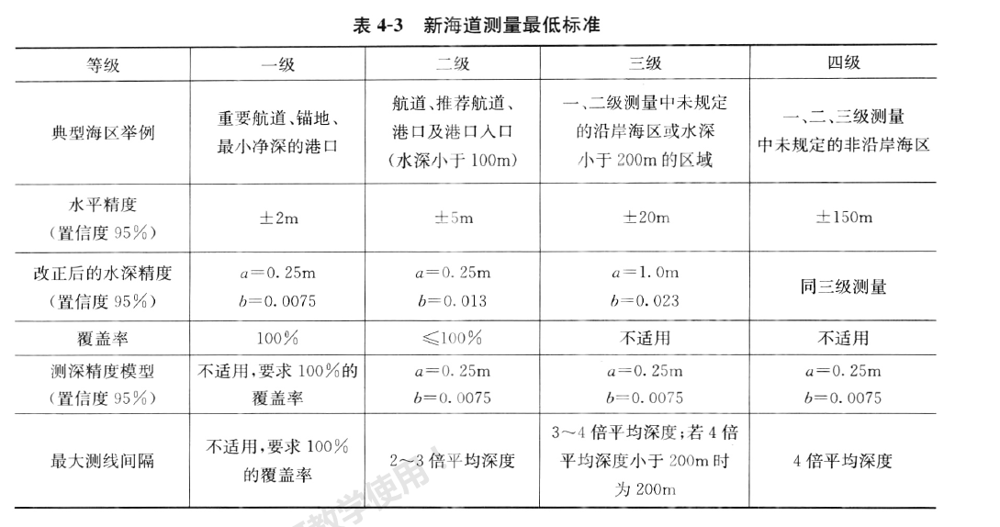 表 4-3 新海道测量最低标准
等级 一级 二级 三级 四级
典型海区举例
重要航道、锚地、
最小净深的港口
航道、推荐航道、
港口及港口入口
(水深小于100m)
一、二级测量中未规定
的沿岸海区或水深
小于200m的区域
一、二、三级测量
中未规定的非沿岸海区
水平精度
(置信度 95%)
±2m ±5m ±20m ±150m
改正后的水深精度
(置信度 95%)
a=0.25m
b=0.0075
a=0.25m
b=0.013
a=1.0m
b=0.023
同三级测量
覆盖率 100% ≤100% 不适用 不适用
测深精度模型
(置信度 95%)
不适用,要求 100%的
覆盖率
a=0.25m
b=0.0075
a=0.25m
b=0.0075
a=0.25m
b=0.0075
最大测线间隔
不适用,要求 100%
的覆盖率
2~3 倍平均深度
3~4 倍平均深度;若 4 倍
平均深度小于 200m 时
为 200m
4 倍平均深度
教学使用!